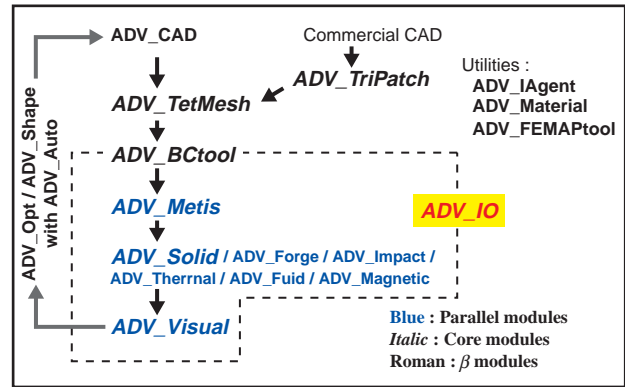 ADV_CAD
Commercial CAD
Utilities :
ADV_IAgent
ADV_Material
ADV_FEMAPtool
ADV_TriPatch
ADV_TetMesh
ADV_BCtool
ADV_Opt / ADV_Shape
with ADV_Auto
ADV_Metis
ADV_IO
ADV_Solid / ADV_Forge / ADV_Impact /
ADV_Therrnal / ADV_Fuid / ADV_Magnetic
ADV_Visual
Blue : Parallel modules
Italic : Core modules
Roman : β modules